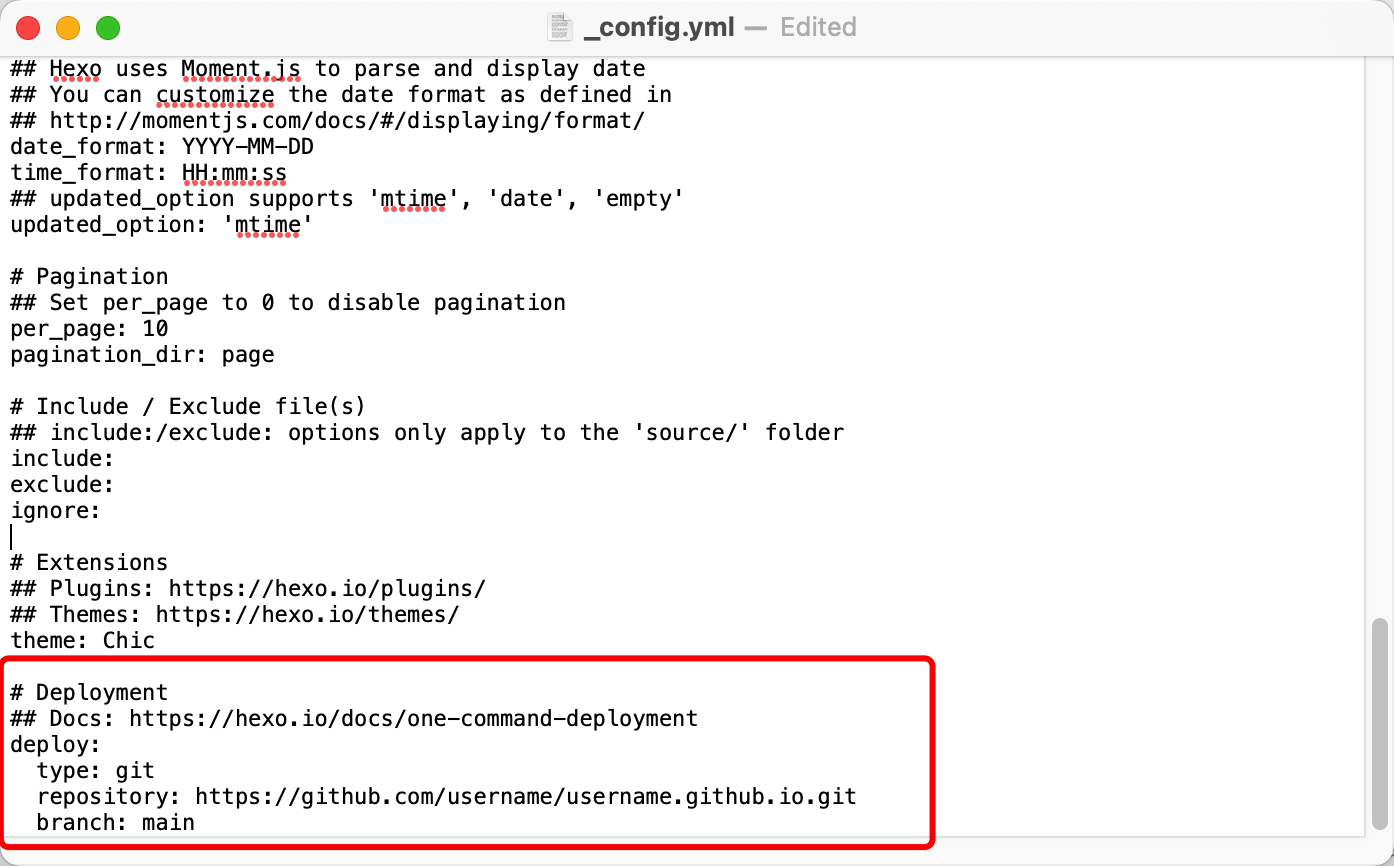 _config.yml — Edited
## Hexo uses Moment.js to parse and display date
## You can customize the date format as defined in
## http://momentjs.com/docs/#/displaying/format/
date_format: YYYY-MM-DD
time_format: HH:mm:ss
## updated_option supports 'mtime', 'date', 'empty'
updated_option: 'mtime'

# Pagination
## Set per_page to 0 to disable pagination
per_page: 10
pagination_dir: page

# Include / Exclude file(s)
## include:/exclude: options only apply to the 'source/' folder
include:
exclude:
ignore:

# Extensions
## Plugins: https://hexo.io/plugins/
## Themes: https://hexo.io/themes/
theme: Chic

# Deployment
## Docs: https://hexo.io/docs/one-command-deployment
deploy:
  type: git
  repository: https://github.com/username/username.github.io.git
  branch: main